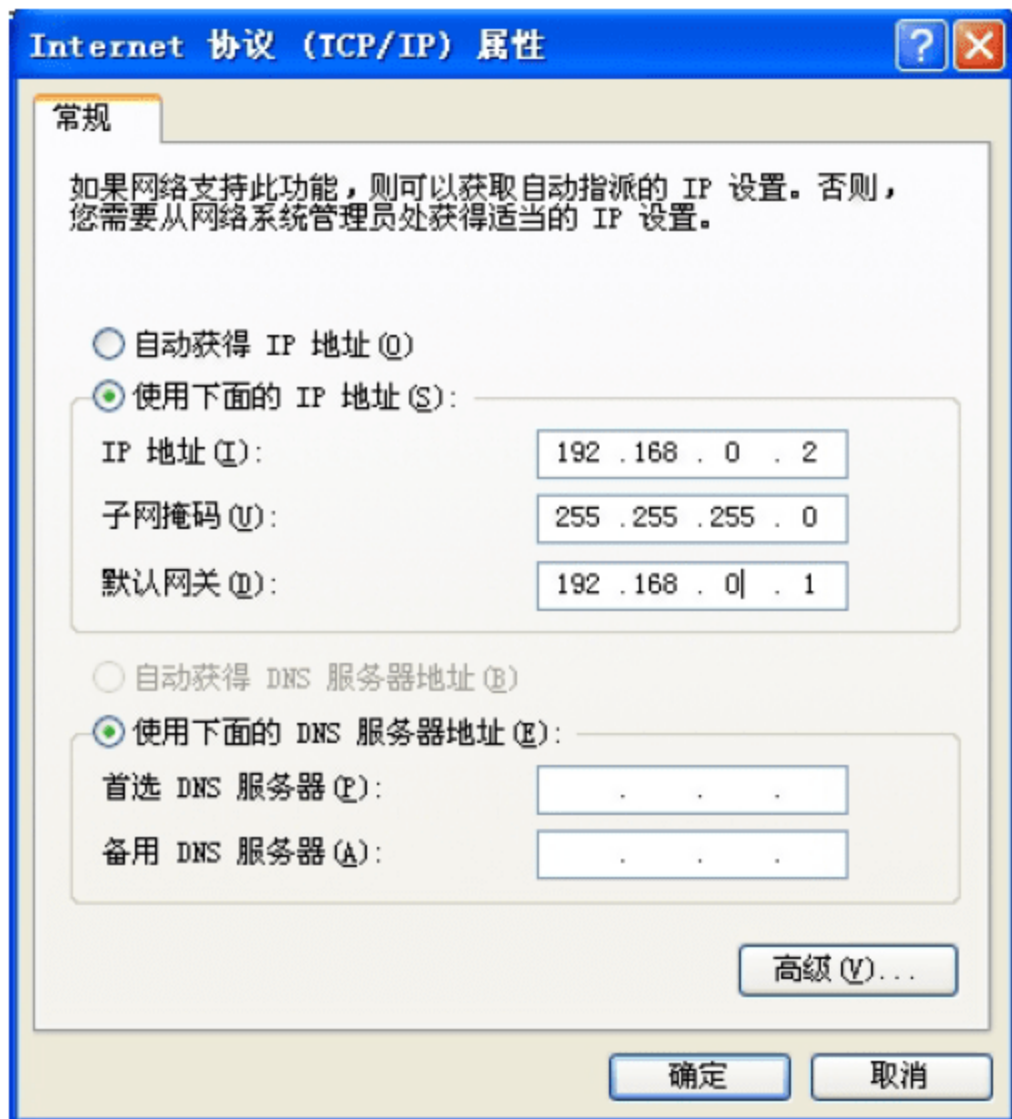 Internet 协议 (TCP/IP) 属性
常规
如果网络支持此功能，则可以获取自动指派的 IP 设置。否则，
您需要从网络系统管理员处获得适当的 IP 设置。
自动获得 IP 地址(O)
使用下面的 IP 地址(S):
IP 地址(I): 192 .168 . 0 . 2
子网掩码(U): 255 .255 .255 . 0
默认网关(D): 192 .168 . 0 . 1
自动获得 DNS 服务器地址(B)
使用下面的 DNS 服务器地址(E):
首选 DNS 服务器(P): . . .
备用 DNS 服务器(A): . . .
高级(V)...
确定 取消